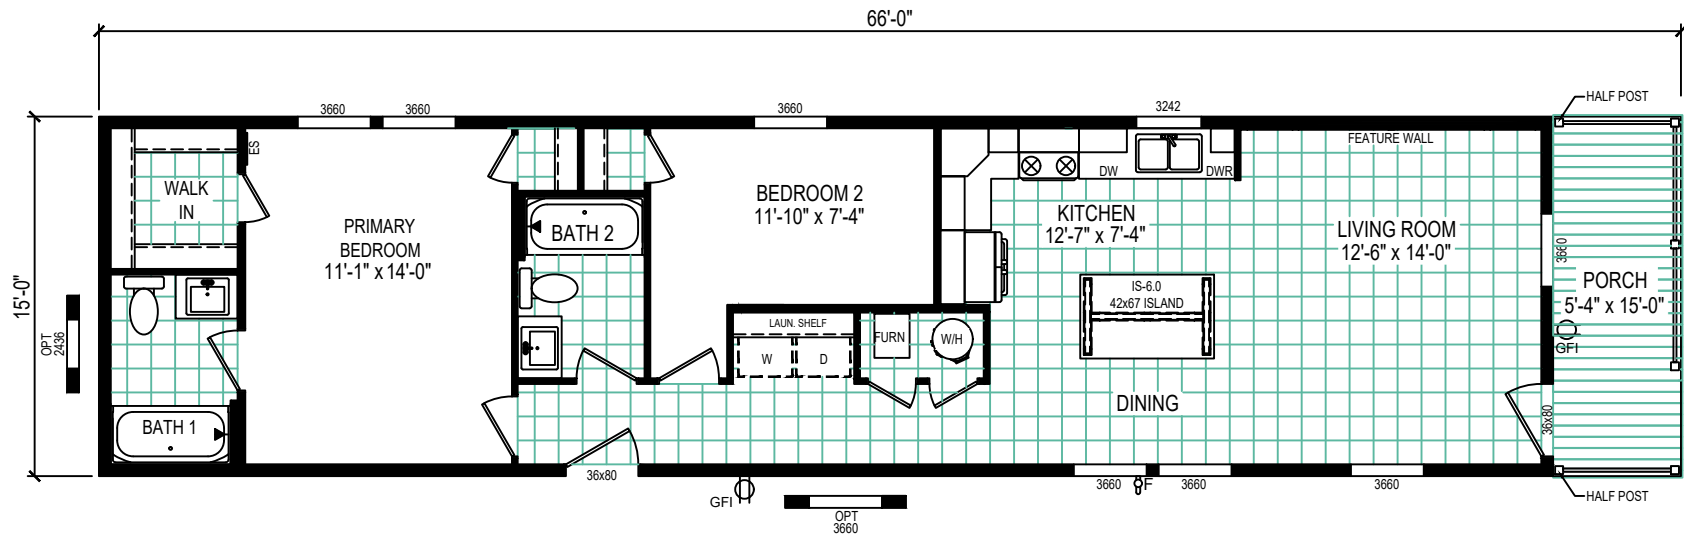 66'-0"
HALF POST
3660
3660
3660
3242
FEATURE WALL
ES
WALK
IN
DW
DWR
BEDROOM 2
11'-10" x 7'-4"
KITCHEN
12'-7" x 7'-4"
PRIMARY
BEDROOM
11'-1" x 14'-0"
BATH 2
LIVING ROOM
12'-6" x 14'-0"
3660
PORCH
5'-4" x 15'-0"
GFI
15'-0"
IS-6.0
42x67 ISLAND
LAUN. SHELF
W
D
FURN
W/H
OPT
2436
DINING
BATH 1
36x80
36x80
3660
F
3660
3660
GFI
OPT
3660
HALF POST